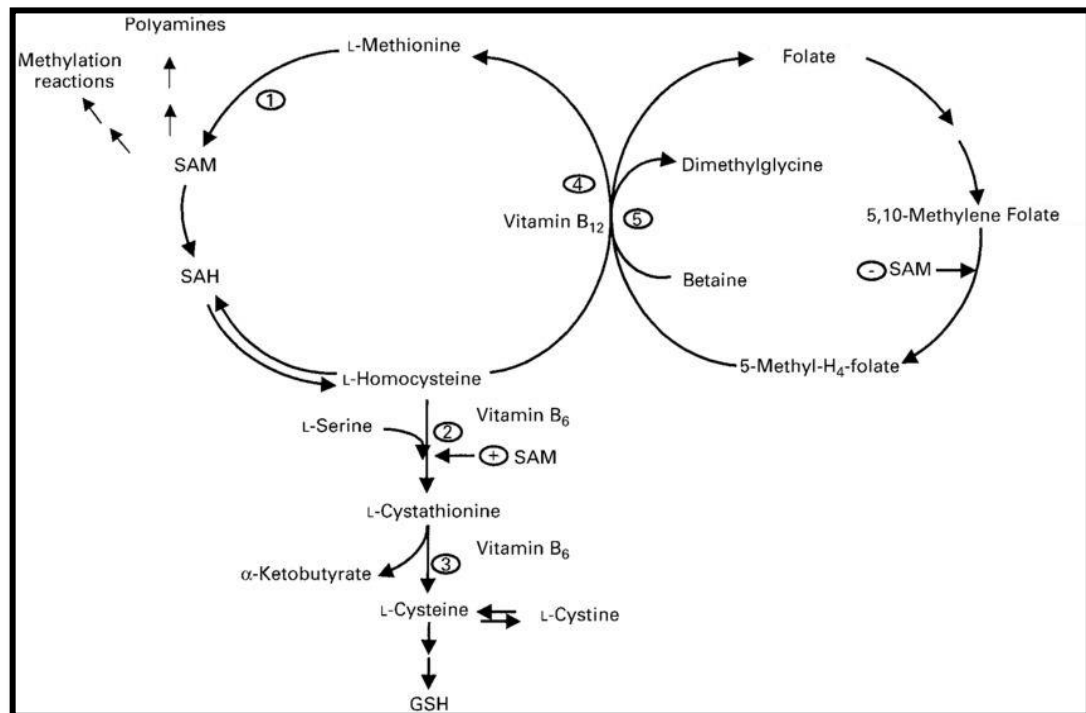 Polyamines
Methylation
reactions
L-Methionine
Folate
①
SAM
Dimethylglycine
④
Vitamin B₁₂
⑤
5,10-Methylene Folate
SAH
Betaine
- SAM
L-Homocysteine
5-Methyl-H₄-folate
L-Serine
②
Vitamin B₆
+ SAM
L-Cystathionine
Vitamin B₆
③
α-Ketobutyrate
L-Cysteine
L-Cystine
GSH